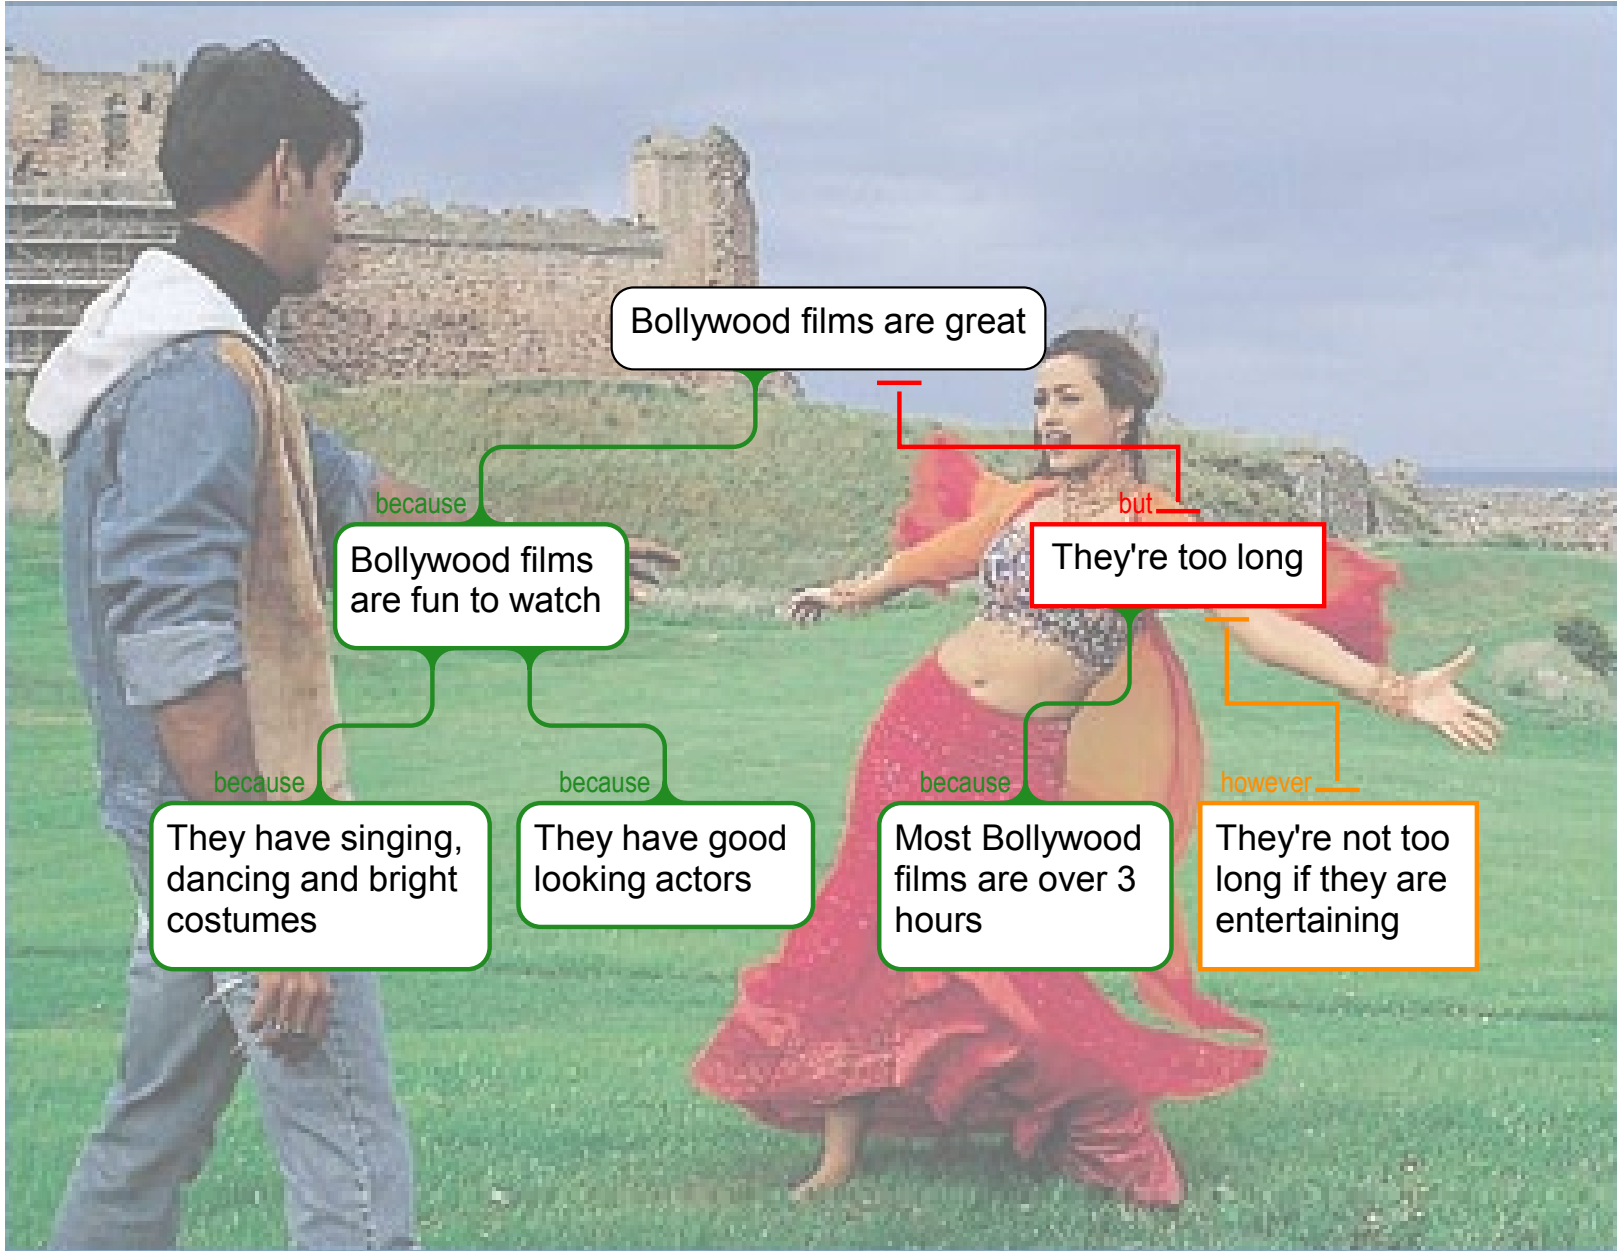 Bollywood films are great
because
but
Bollywood films
are fun to watch
They're too long
because
because
because
however
They have singing,
dancing and bright
costumes
They have good
looking actors
Most Bollywood
films are over 3
hours
They're not too
long if they are
entertaining